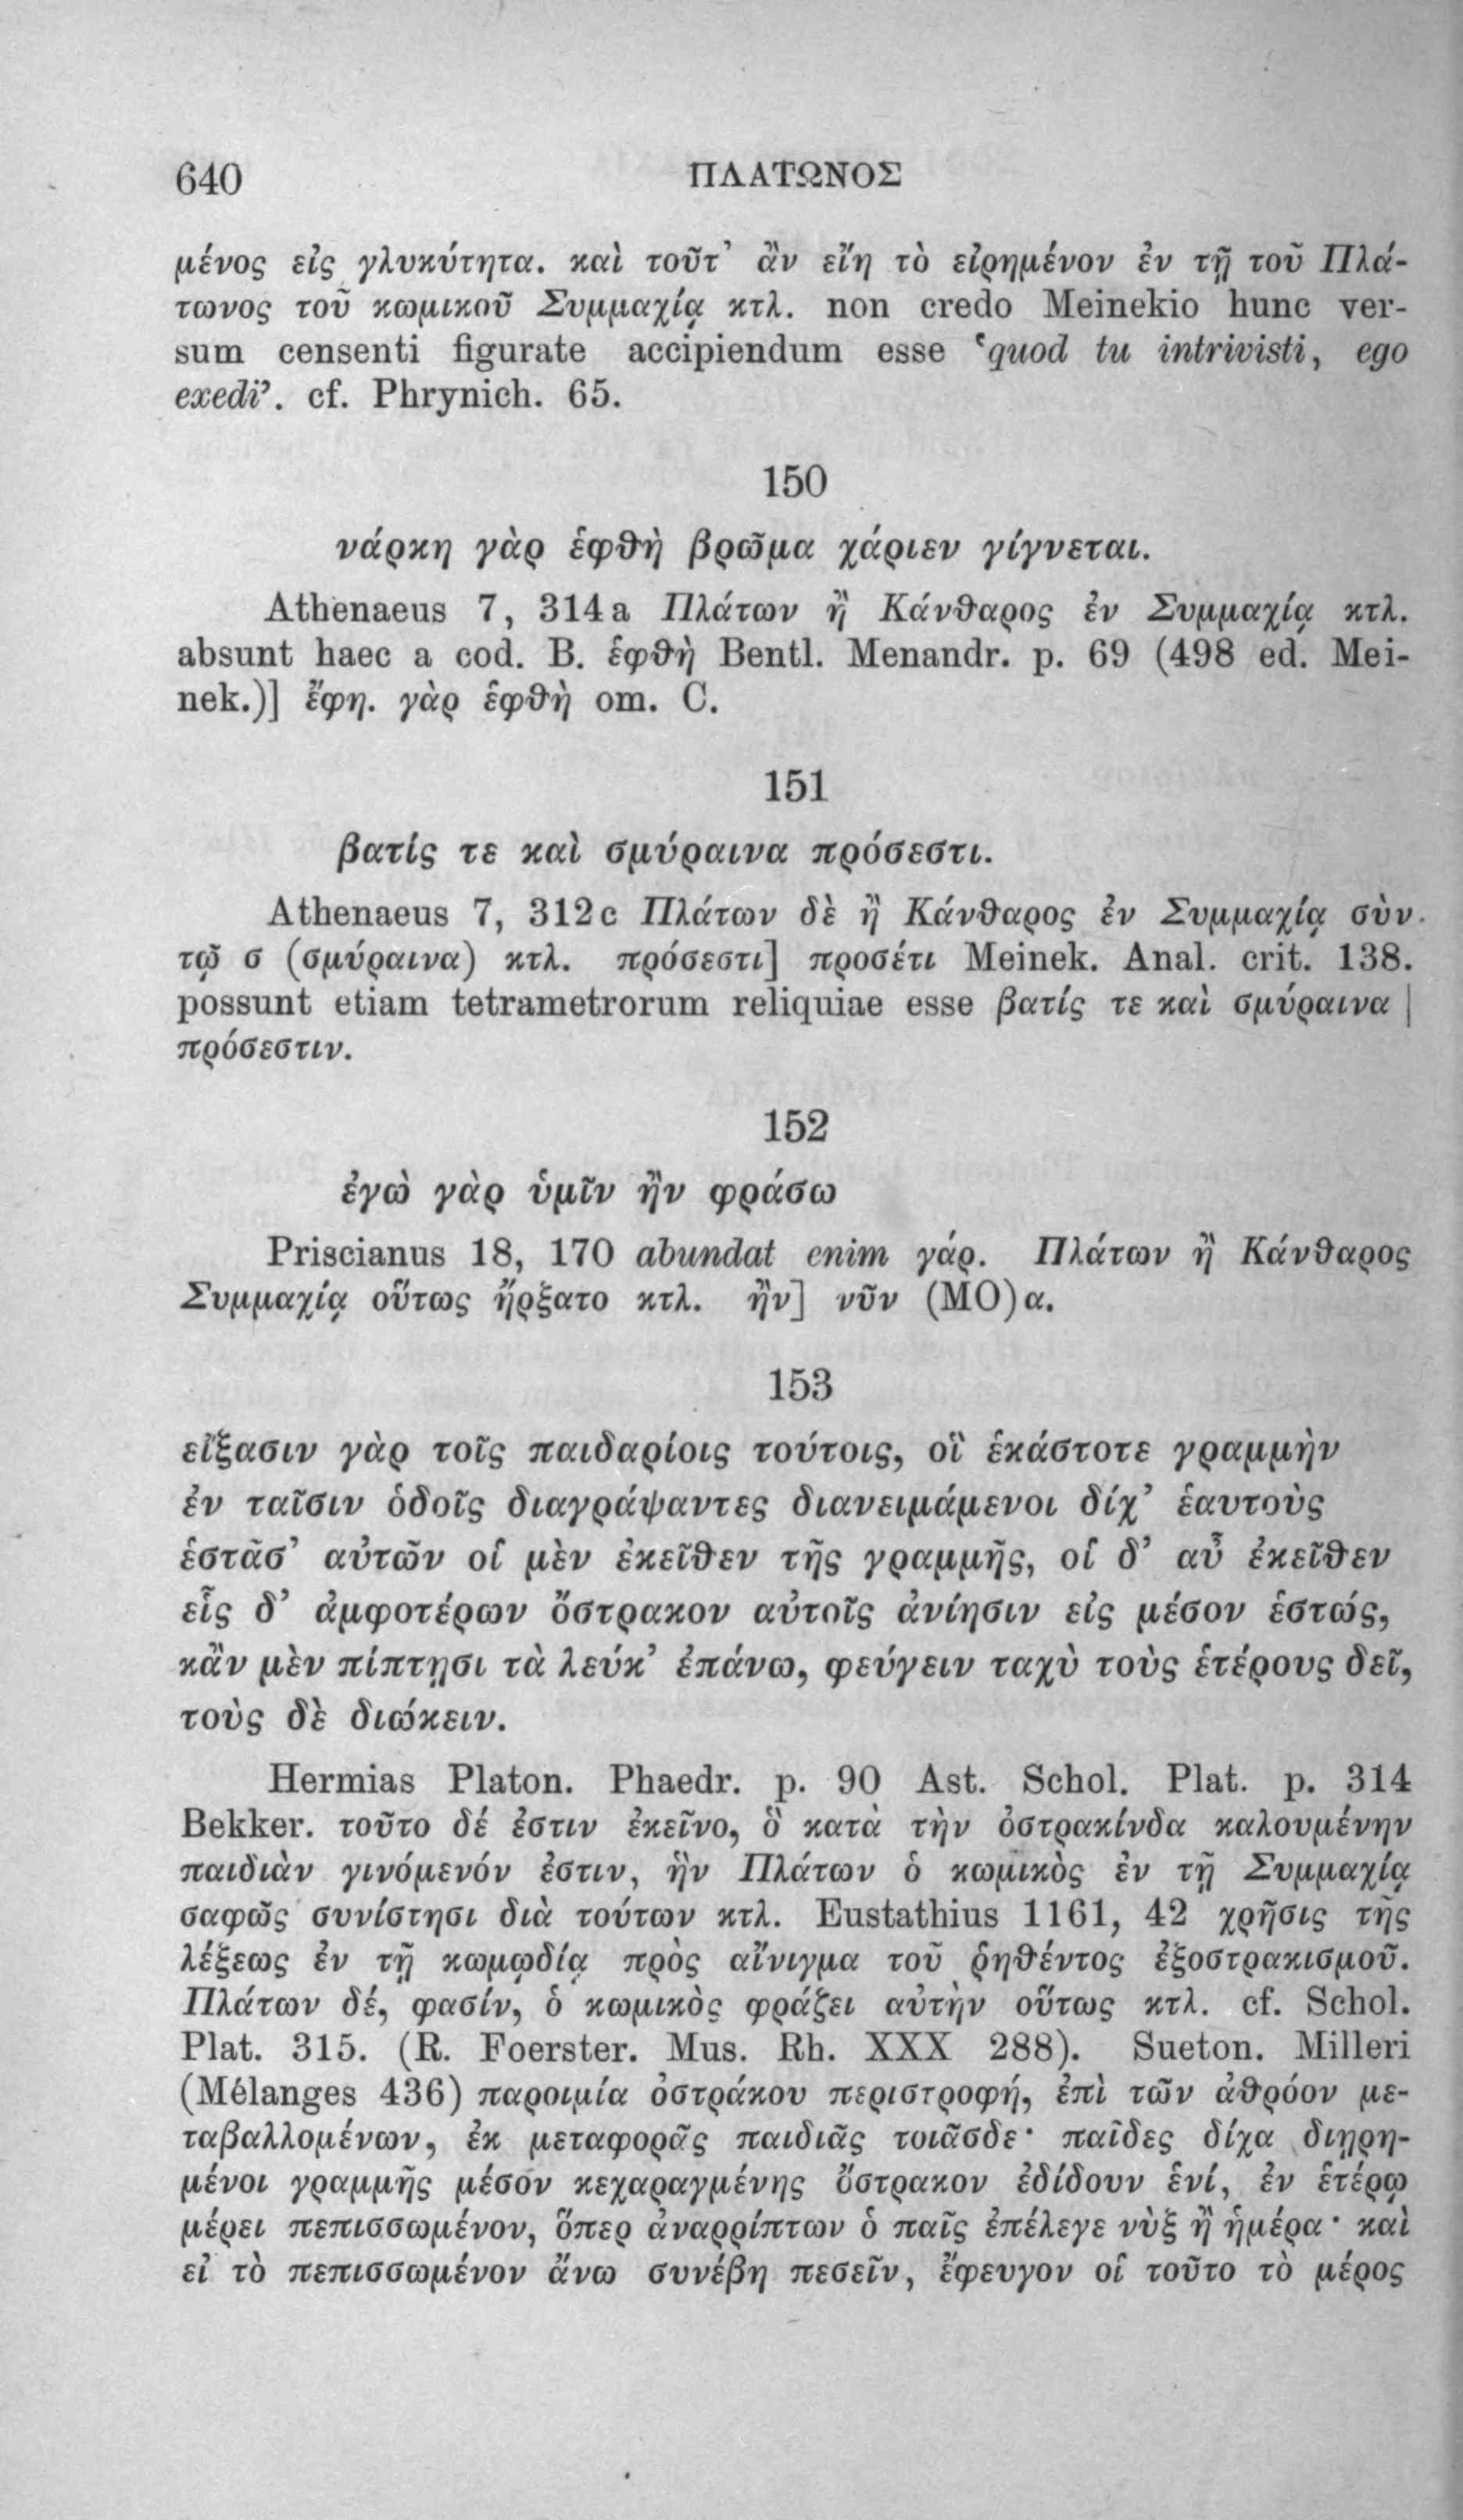 640 ΠΛΑΤΩΝΟΣ
μένος εἰς γλυκύτητα. καὶ τοῦτ' ἂν εἴη τὸ εἰρημένον ἐν τῇ τοῦ Πλά-
τωνος τοῦ κωμικοῦ Συμμαχίᾳ κτλ. non credo Meinekio hunc ver-
sum censenti figurate accipiendum esse ‛quod tu intrivisti, ego
exedi’. cf. Phrynich. 65.
150
νάρκη γὰρ ἑφθὴ βρῶμα χάριεν γίγνεται.
Athenaeus 7, 314a Πλάτων ἢ Κάνθαρος ἐν Συμμαχίᾳ κτλ.
absunt haec a cod. B. ἑφθὴ Bentl. Menandr. p. 69 (498 ed. Mei-
nek.)] ἔφη. γὰρ ἑφθὴ om. C.
151
βατίς τε καὶ σμύραινα πρόσεστι.
Athenaeus 7, 312c Πλάτων δὲ ἢ Κάνθαρος ἐν Συμμαχίᾳ σὺν
τῷ σ (σμύραινα) κτλ. πρόσεστι] προσέτι Meinek. Anal. crit. 138.
possunt etiam tetrametrorum reliquiae esse βατίς τε καὶ σμύραινα |
πρόσεστιν.
152
ἐγὼ γὰρ ὑμῖν ἢν φράσω
Priscianus 18, 170 abundat enim γάρ. Πλάτων ἢ Κάνθαρος
Συμμαχίᾳ οὕτως ἤρξατο κτλ. ἢν] νῦν (MO)α.
153
εἴξασιν γὰρ τοῖς παιδαρίοις τούτοις, οἳ ἑκάστοτε γραμμὴν
ἐν ταῖσιν ὁδοῖς διαγράψαντες διανειμάμενοι δίχ' ἑαυτοὺς
ἑστᾶσ' αὐτῶν οἱ μὲν ἐκεῖθεν τῆς γραμμῆς, οἱ δ' αὖ ἐκεῖθεν
εἷς δ' ἀμφοτέρων ὄστρακον αὐτοῖς ἀνίησιν εἰς μέσον ἑστώς,
κἂν μὲν πίπτῃσι τὰ λεύκ' ἐπάνω, φεύγειν ταχὺ τοὺς ἑτέρους δεῖ,
τοὺς δὲ διώκειν.
Hermias Platon. Phaedr. p. 90 Ast. Schol. Plat. p. 314
Bekker. τοῦτο δέ ἐστιν ἐκεῖνο, ὃ κατὰ τὴν ὀστρακίνδα καλουμένην
παιδιὰν γινόμενόν ἐστιν, ἣν Πλάτων ὁ κωμικὸς ἐν τῇ Συμμαχίᾳ
σαφῶς συνίστησι διὰ τούτων κτλ. Eustathius 1161, 42 χρῆσις τῆς
λέξεως ἐν τῇ κωμῳδίᾳ πρὸς αἴνιγμα τοῦ ῥηθέντος ἐξοστρακισμοῦ.
Πλάτων δέ, φασίν, ὁ κωμικὸς φράζει αὐτὴν οὕτως κτλ. cf. Schol.
Plat. 315. (R. Foerster. Mus. Rh. XXX 288). Sueton. Milleri
(Mélanges 436) παροιμία ὀστράκου περιστροφή, ἐπὶ τῶν ἀθρόον με-
ταβαλλομένων, ἐκ μεταφορᾶς παιδιᾶς τοιᾶσδε· παῖδες δίχα διῃρη-
μένοι γραμμῆς μέσον κεχαραγμένης ὄστρακον ἐδίδουν ἑνί, ἐν ἑτέρῳ
μέρει πεπισσωμένον, ὅπερ ἀναρρίπτων ὁ παῖς ἐπέλεγε νὺξ ἢ ἡμέρα· καὶ
εἰ τὸ πεπισσωμένον ἄνω συνέβη πεσεῖν, ἔφευγον οἱ τοῦτο τὸ μέρος